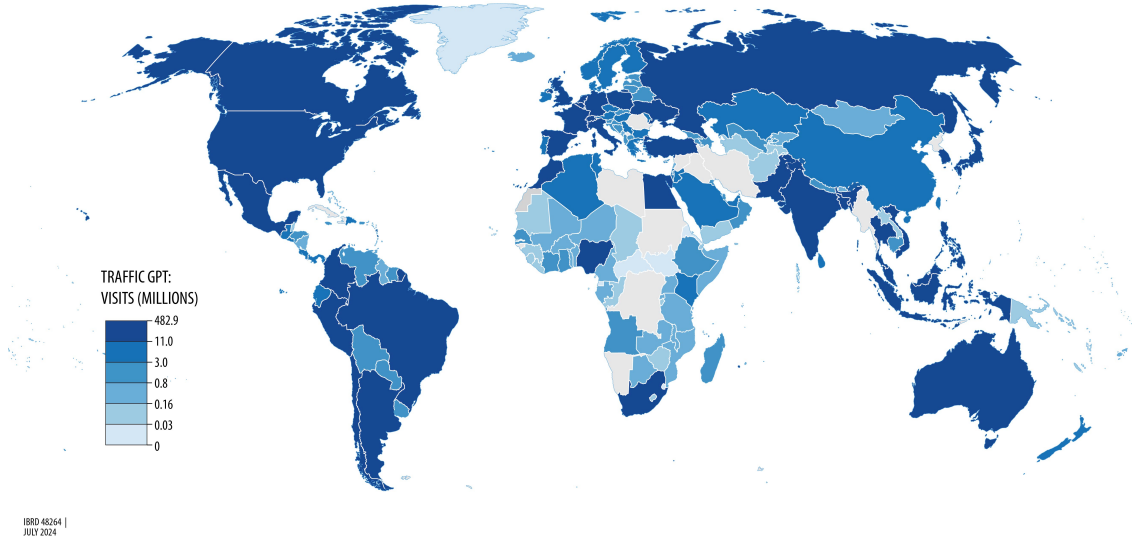 TRAFFIC GPT:
VISITS (MILLIONS)
482.9
11.0
3.0
0.8
0.16
0.03
0
IBRD 48264 |
JULY 2024